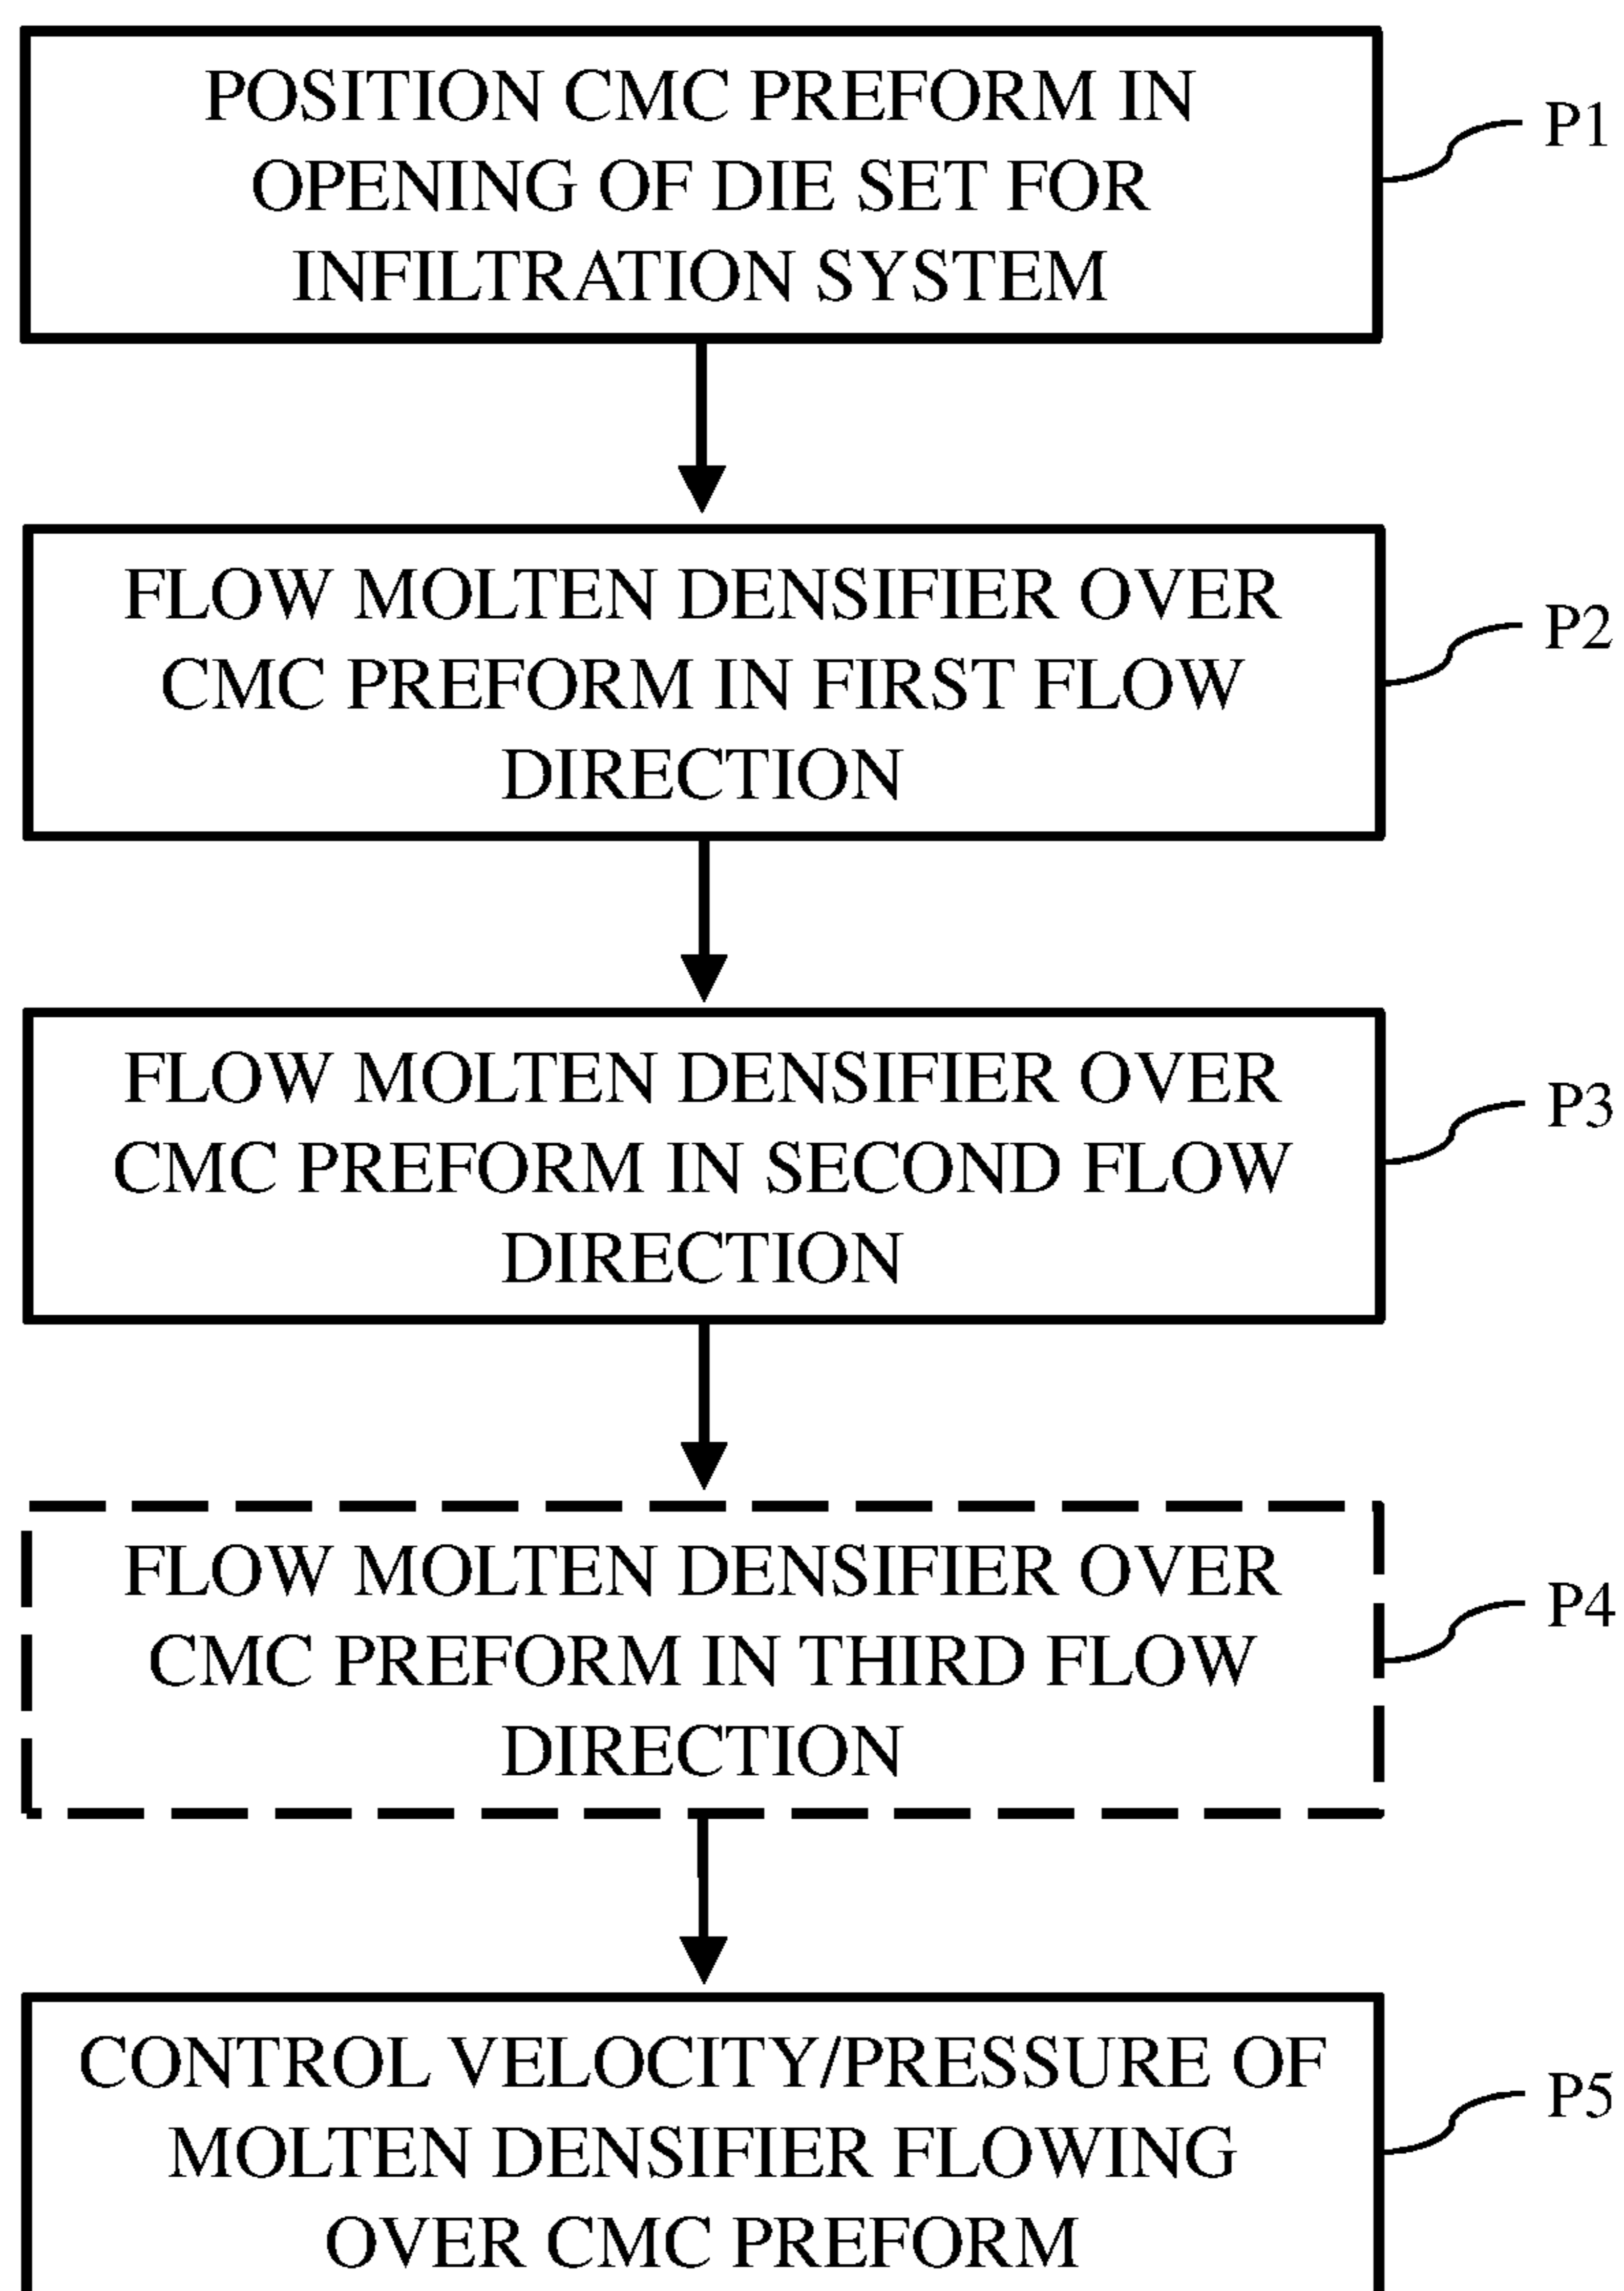 POSITION CMC PREFORM IN
OPENING OF DIE SET FOR
INFILTRATION SYSTEM
P1
FLOW MOLTEN DENSIFIER OVER
CMC PREFORM IN FIRST FLOW
DIRECTION
P2
FLOW MOLTEN DENSIFIER OVER
CMC PREFORM IN SECOND FLOW
DIRECTION
P3
FLOW MOLTEN DENSIFIER OVER
CMC PREFORM IN THIRD FLOW
DIRECTION
P4
CONTROL VELOCITY/PRESSURE OF
MOLTEN DENSIFIER FLOWING
OVER CMC PREFORM
P5